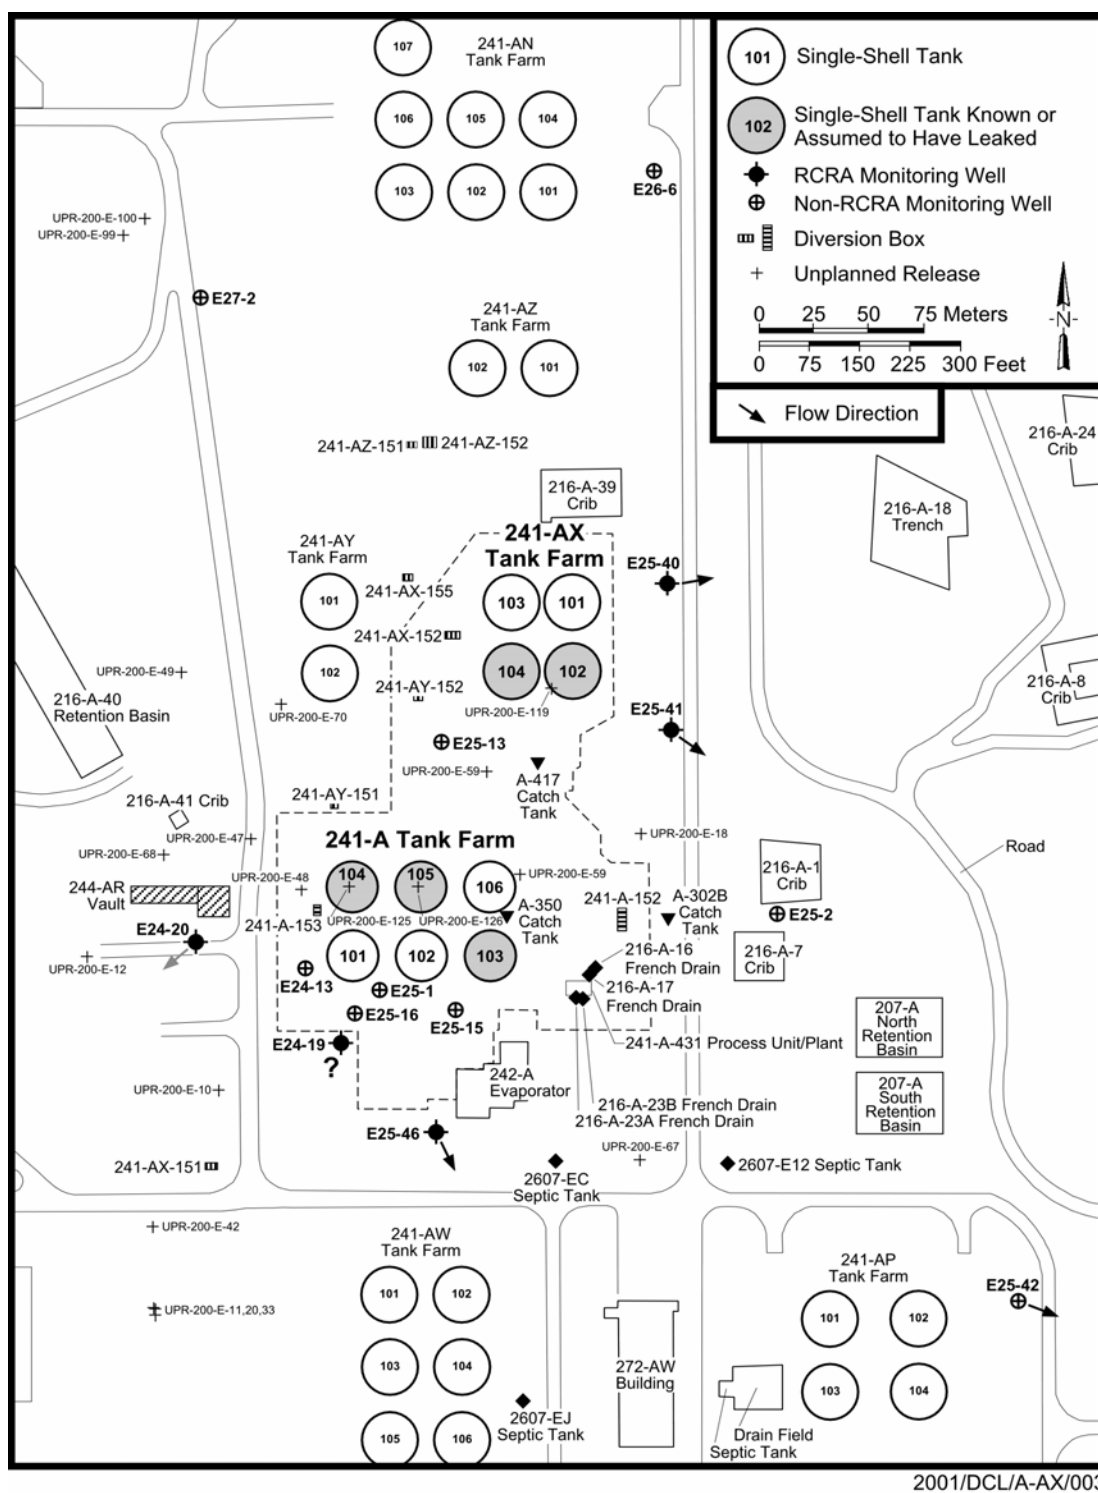 107
241-AN
Tank Farm
106
105
104
103
102
101
E26-6
UPR-200-E-100
UPR-200-E-99
E27-2
101
Single-Shell Tank
102
Single-Shell Tank Known or
Assumed to Have Leaked
RCRA Monitoring Well
Non-RCRA Monitoring Well
Diversion Box
Unplanned Release
0 25 50 75 Meters
0 75 150 225 300 Feet
-N-
Flow Direction
241-AZ
Tank Farm
102
101
241-AZ-151
241-AZ-152
216-A-39
Crib
216-A-24
Crib
216-A-18
Trench
241-AY
Tank Farm
101
102
241-AX
Tank Farm
103
101
104
102
241-AX-155
241-AX-152
241-AY-152
UPR-200-E-119
E25-40
E25-41
216-A-8
Crib
UPR-200-E-49
216-A-40
Retention Basin
UPR-200-E-70
E25-13
UPR-200-E-59
A-417
Catch
Tank
241-AY-151
216-A-41 Crib
UPR-200-E-47
UPR-200-E-68
UPR-200-E-18
Road
241-A Tank Farm
104
105
106
UPR-200-E-48
UPR-200-E-59
244-AR
Vault
241-A-153
UPR-200-E-125
UPR-200-E-126
A-350
Catch
Tank
241-A-152
A-302B
Catch
Tank
216-A-1
Crib
E25-2
216-A-7
Crib
E24-20
UPR-200-E-12
101
102
103
E24-13
E25-1
E25-16
E25-15
216-A-16
French Drain
216-A-17
French Drain
241-A-431 Process Unit/Plant
207-A
North
Retention
Basin
207-A
South
Retention
Basin
E24-19
?
242-A
Evaporator
UPR-200-E-10
216-A-23B French Drain
216-A-23A French Drain
E25-46
UPR-200-E-67
241-AX-151
2607-EC
Septic Tank
2607-E12 Septic Tank
UPR-200-E-42
241-AW
Tank Farm
101
102
103
104
105
106
UPR-200-E-11,20,33
241-AP
Tank Farm
101
102
103
104
E25-42
272-AW
Building
2607-EJ
Septic Tank
Drain Field
Septic Tank
2001/DCL/A-AX/003